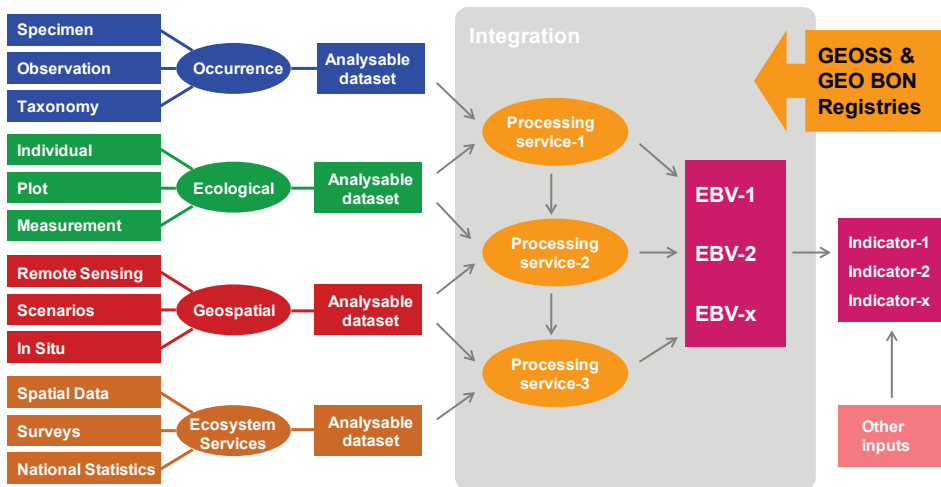 Specimen
Observation
Taxonomy
Occurrence
Analysable
dataset
Individual
Plot
Measurement
Ecological
Analysable
dataset
Remote Sensing
Scenarios
In Situ
Geospatial
Analysable
dataset
Spatial Data
Surveys
National Statistics
Ecosystem
Services
Analysable
dataset
Integration
Processing
service-1
Processing
service-2
Processing
service-3
GEOSS &
GEO BON
Registries
EBV-1
EBV-2
EBV-x
Indicator-1
Indicator-2
Indicator-x
Other
inputs